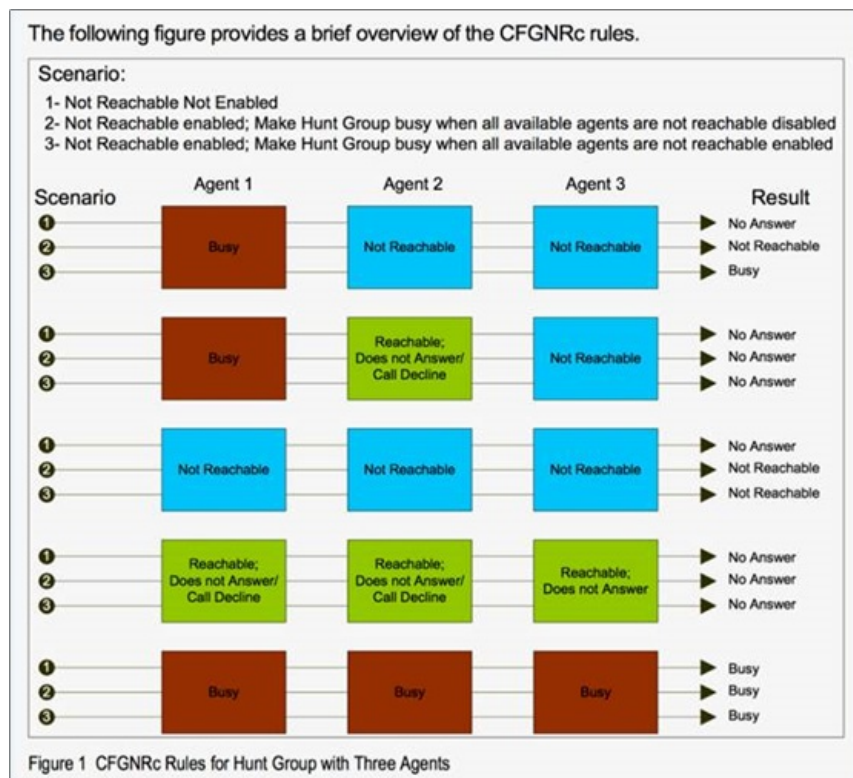 The following figure provides a brief overview of the CFGNRc rules.
Scenario:
1- Not Reachable Not Enabled
2- Not Reachable enabled; Make Hunt Group busy when all available agents are not reachable disabled
3- Not Reachable enabled; Make Hunt Group busy when all available agents are not reachable enabled
Scenario
Agent 1
Agent 2
Agent 3
Result
1
2
3
Busy
Not Reachable
Not Reachable
No Answer
Not Reachable
Busy
1
2
3
Busy
Reachable;
Does not Answer/
Call Decline
Not Reachable
No Answer
No Answer
No Answer
1
2
3
Not Reachable
Not Reachable
Not Reachable
No Answer
Not Reachable
Not Reachable
1
2
3
Reachable;
Does not Answer/
Call Decline
Reachable;
Does not Answer/
Call Decline
Reachable;
Does not Answer
No Answer
No Answer
No Answer
1
2
3
Busy
Busy
Busy
Busy
Busy
Busy
Figure 1 CFGNRc Rules for Hunt Group with Three Agents